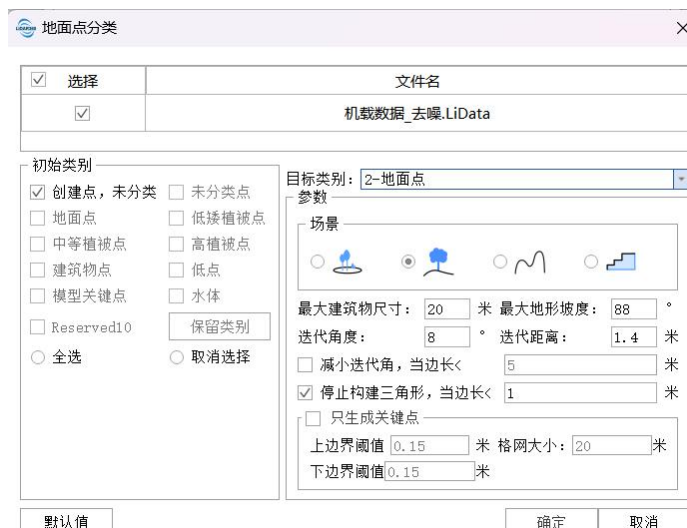 地面点分类
选择 文件名
机载数据_去噪.LiData
初始类别
创建点，未分类 未分类点
地面点 低矮植被点
中等植被点 高植被点
建筑物点 低点
模型关键点 水体
Reserved10 保留类别
全选 取消选择
目标类别: 2-地面点
参数
场景
最大建筑物尺寸: 20 米 最大地形坡度: 88 °
迭代角度: 8 ° 迭代距离: 1.4 米
减小迭代角，当边长< 5 米
停止构建三角形，当边长< 1 米
只生成关键点
上边界阈值 0.15 米 格网大小: 20 米
下边界阈值 0.15 米
默认值 确定 取消